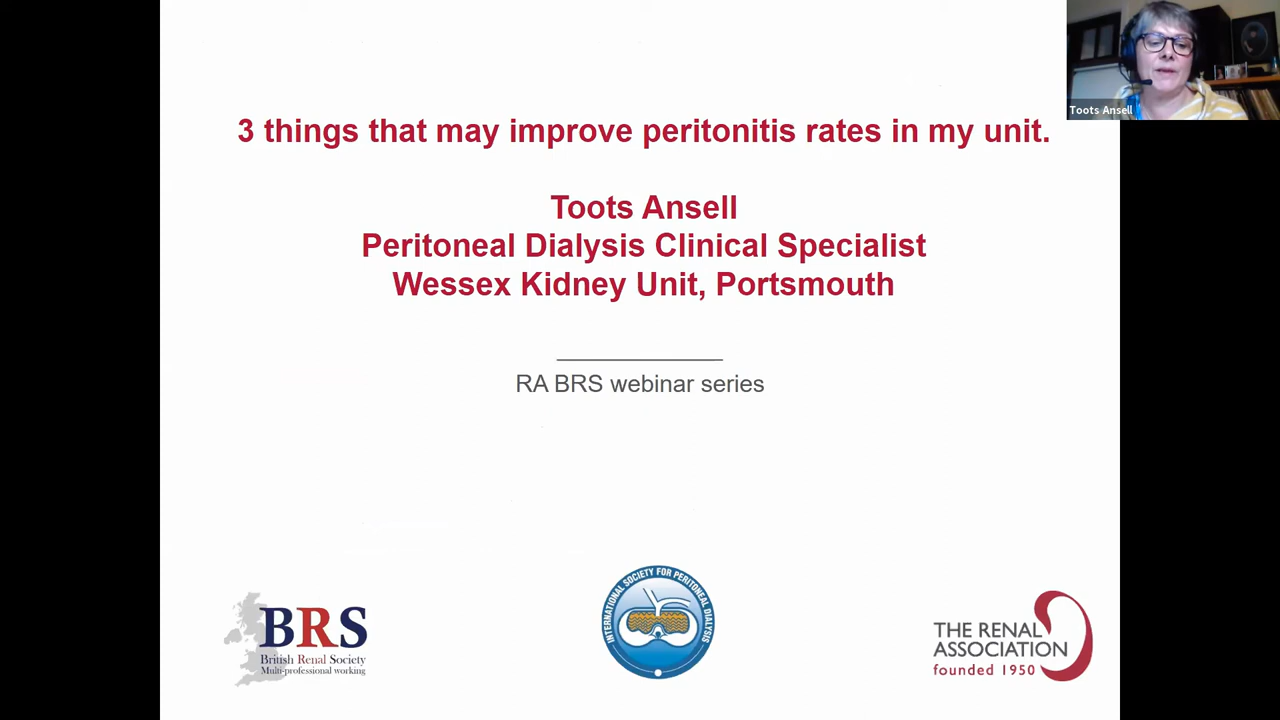 Toots Ansell
3 things that may improve peritonitis rates in my unit.
Toots Ansell
Peritoneal Dialysis Clinical Specialist
Wessex Kidney Unit, Portsmouth
RA BRS webinar series
BRS
British Renal Society
Multi-professional working
INTERNATIONAL SOCIETY FOR PERITONEAL DIALYSIS
THE RENAL
ASSOCIATION
founded 1950